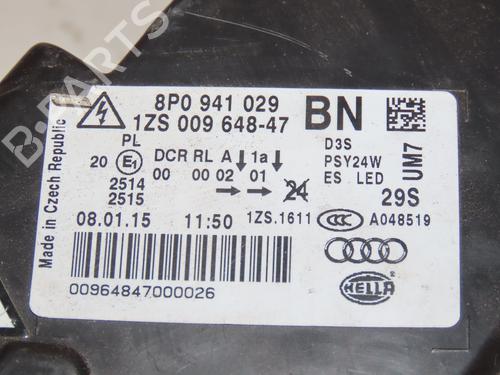 8P0 941 029 BN
1ZS 009 648-47
D3S
PSY24W
ES LED
UM7
29S
PL
20 E1
DCR RL A 1a
00 00 02 01 24
2514
2515
08.01.15 11:50 1ZS.1611 CCC A048519
Made in Czech Republic
00964847000026
HELLA
B-PARTS